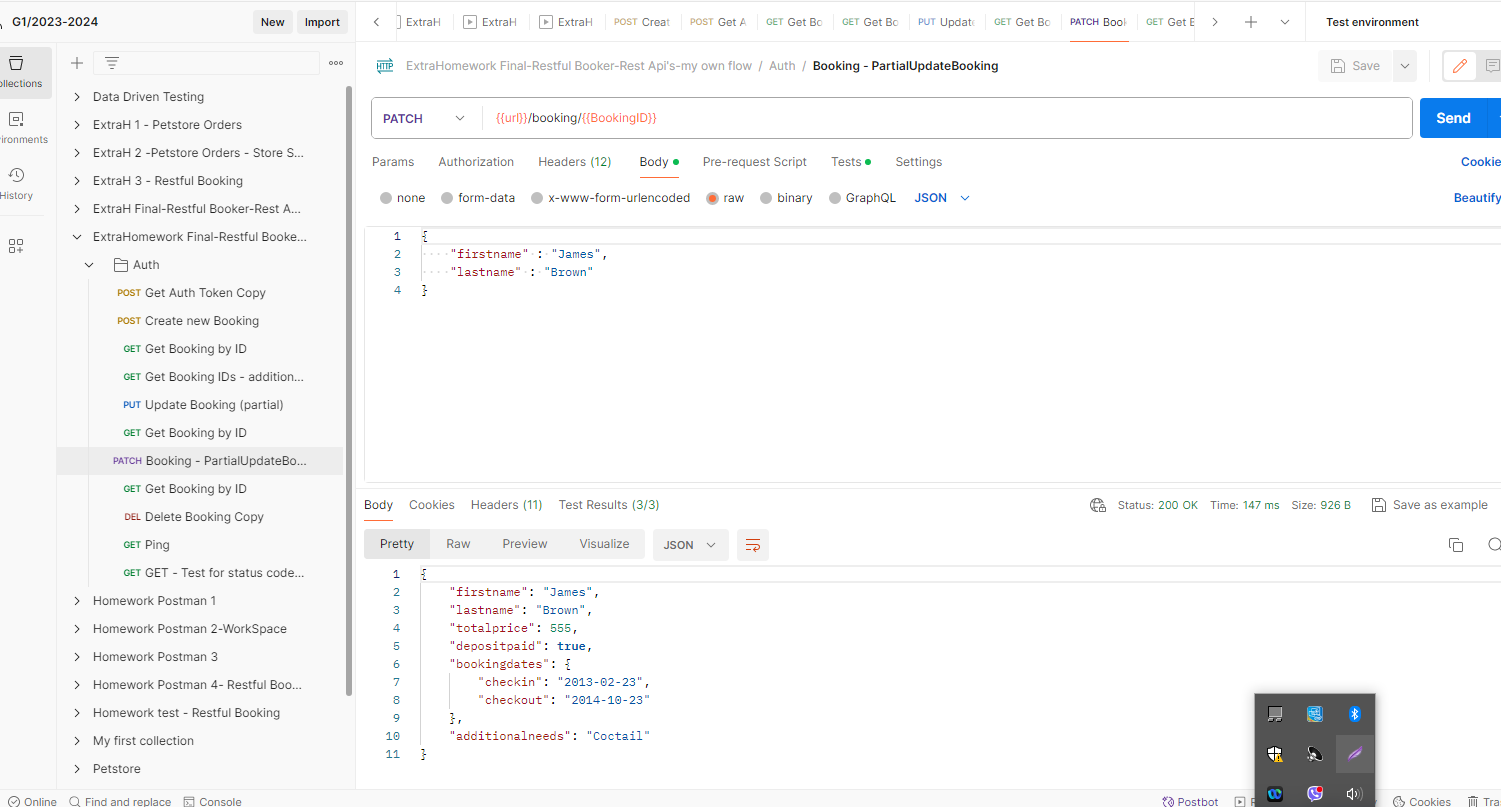 G1/2023-2024
New
Import
ExtraH
ExtraH
ExtraH
POST Creat
POST Get A
GET Get Bo
GET Get Bo
PUT Updat
GET Get Bo
PATCH Book
GET Get B
Test environment
ollections
ironments
History
Data Driven Testing
ExtraH 1 - Petstore Orders
ExtraH 2 -Petstore Orders - Store S...
ExtraH 3 - Restful Booking
ExtraH Final-Restful Booker-Rest A...
ExtraHomework Final-Restful Booke...
Auth
POST Get Auth Token Copy
POST Create new Booking
GET Get Booking by ID
GET Get Booking IDs - addition...
PUT Update Booking (partial)
GET Get Booking by ID
PATCH Booking - PartialUpdateBo...
GET Get Booking by ID
DEL Delete Booking Copy
GET Ping
GET GET - Test for status code...
Homework Postman 1
Homework Postman 2-WorkSpace
Homework Postman 3
Homework Postman 4- Restful Boo...
Homework test - Restful Booking
My first collection
Petstore
HTTP ExtraHomework Final-Restful Booker-Rest Api's-my own flow / Auth / Booking - PartialUpdateBooking
Save
PATCH {{url}}/booking/{{BookingID}}
Send
Params Authorization Headers (12) Body Pre-request Script Tests Settings
Cookie
none form-data x-www-form-urlencoded raw binary GraphQL JSON
Beautify
1 {
2 "firstname" : "James",
3 "lastname" : "Brown"
4 }
Body Cookies Headers (11) Test Results (3/3)
Status: 200 OK Time: 147 ms Size: 926 B Save as example
Pretty Raw Preview Visualize JSON
1 {
2 "firstname": "James",
3 "lastname": "Brown",
4 "totalprice": 555,
5 "depositpaid": true,
6 "bookingdates": {
7 "checkin": "2013-02-23",
8 "checkout": "2014-10-23"
9 },
10 "additionalneeds": "Coctail"
11 }
Online Find and replace Console
Postbot
Cookies
Tra